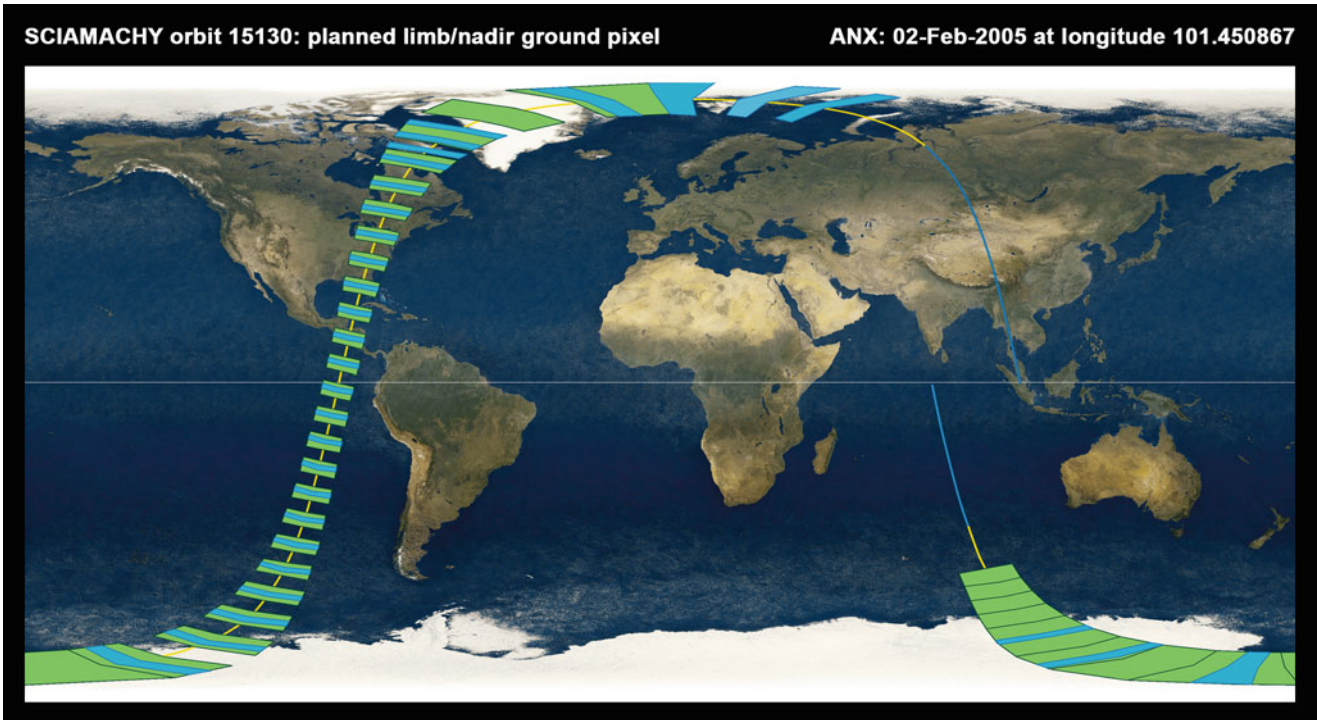 SCIAMACHY orbit 15130: planned limb/nadir ground pixel
ANX: 02-Feb-2005 at longitude 101.450867